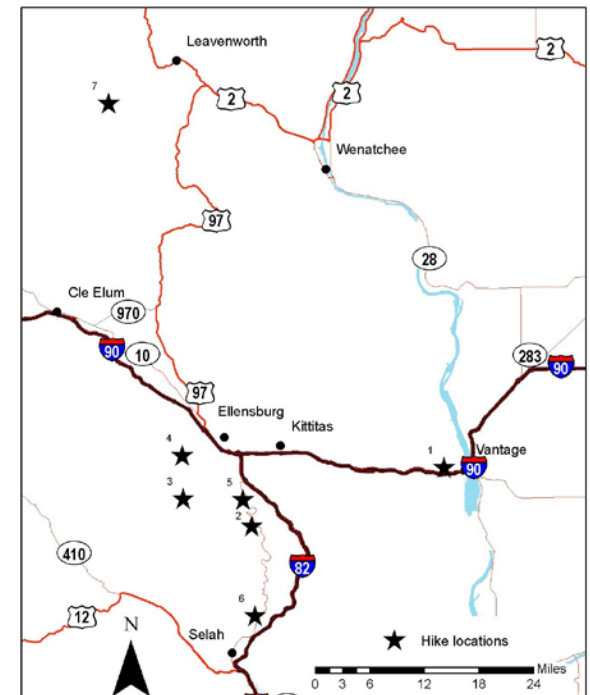 Leavenworth
2
7
2
2
Wenatchee
97
28
Cle Elum
970
283
90
10
90
97
Ellensburg
Kittitas
4
1
Vantage
90
3
5
2
410
82
12
6
N
Selah
Hike locations
Miles
0 3 6 12 18 24